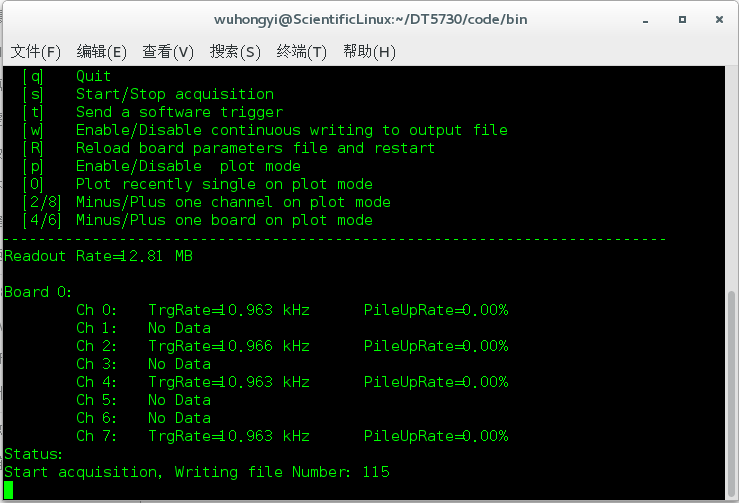 wuhongyi@ScientificLinux:~/DT5730/code/bin
文件(F) 编辑(E) 查看(V) 搜索(S) 终端(T) 帮助(H)
[q] Quit
[s] Start/Stop acquisition
[t] Send a software trigger
[w] Enable/Disable continuous writing to output file
[R] Reload board parameters file and restart
[p] Enable/Disable  plot mode
[0] Plot recently single on plot mode
[2/8] Minus/Plus one channel on plot mode
[4/6] Minus/Plus one board on plot mode
--------------------------------------------------------------------------
Readout Rate=12.81 MB
Board 0:
Ch 0: TrgRate=10.963 kHz PileUpRate=0.00%
Ch 1: No Data
Ch 2: TrgRate=10.966 kHz PileUpRate=0.00%
Ch 3: No Data
Ch 4: TrgRate=10.963 kHz PileUpRate=0.00%
Ch 5: No Data
Ch 6: No Data
Ch 7: TrgRate=10.963 kHz PileUpRate=0.00%
Status:
Start acquisition, Writing file Number: 115